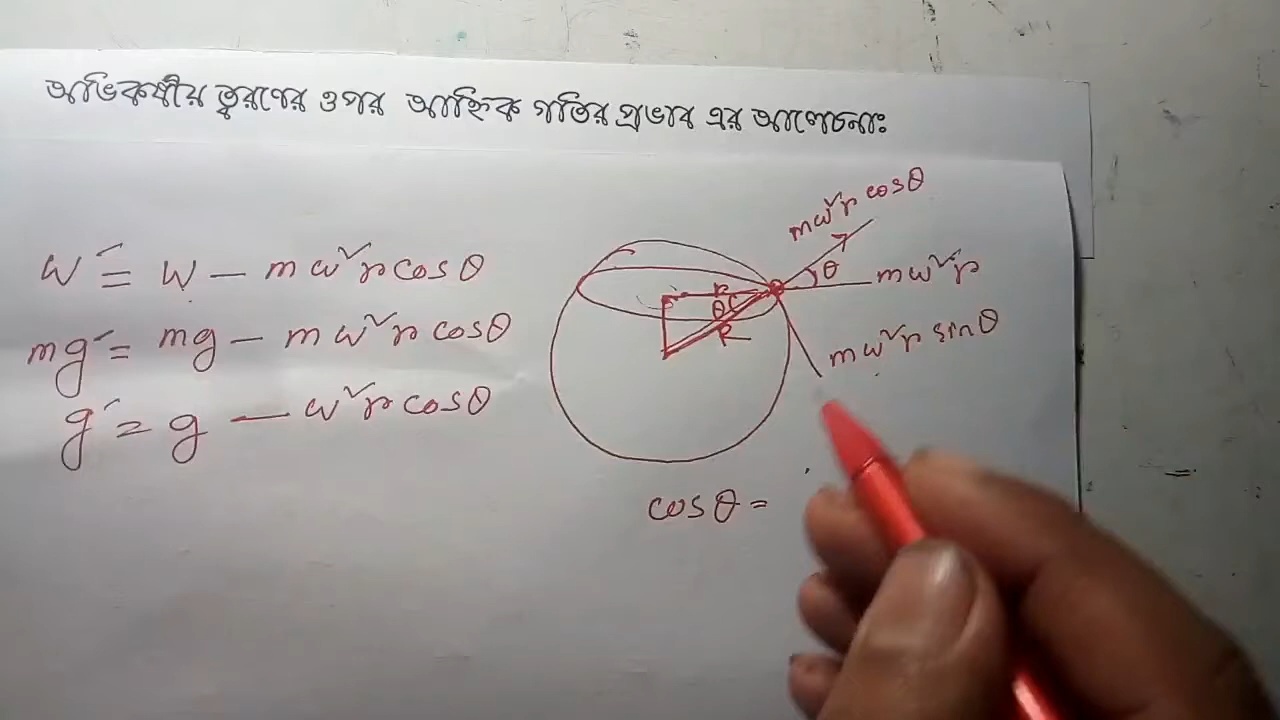 অভিকর্ষীয় ত্বরণের ওপর আহ্নিক গতির প্রভাব এর আলোচনাঃ
W′ = W – mω²r cosθ
mg′ = mg – mω²r cosθ
g′ = g – ω²r cosθ
mω²r cosθ
θ
mω²r
r
θ
R
mω²r sinθ
cosθ =